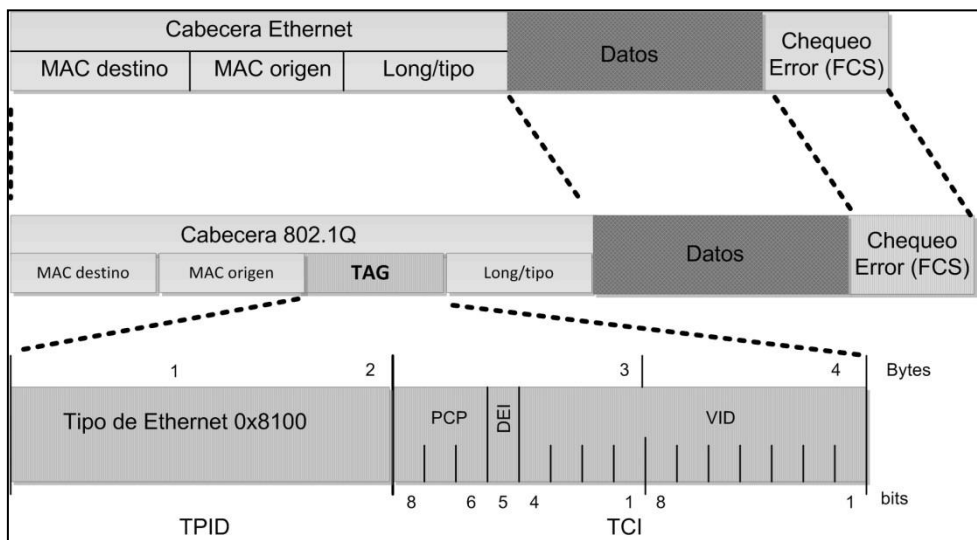 Cabecera Ethernet
MAC destino MAC origen Long/tipo
Datos
Chequeo
Error (FCS)
Cabecera 802.1Q
MAC destino MAC origen TAG Long/tipo
Datos
Chequeo
Error (FCS)
1 2 3 4 Bytes
Tipo de Ethernet 0x8100 PCP DEI VID
8 6 5 4 1 8 1 bits
TPID TCI